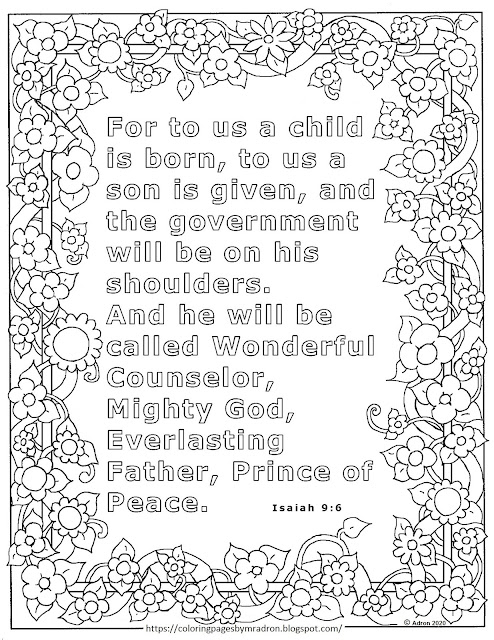 For to us a child
is born, to us a
son is given, and
the government
will be on his
shoulders.
And he will be
called Wonderful
Counselor,
Mighty God,
Everlasting
Father, Prince of
Peace.
Isaiah 9:6
© Adron 2020
https://coloringpagesbymradron.blogspot.com/